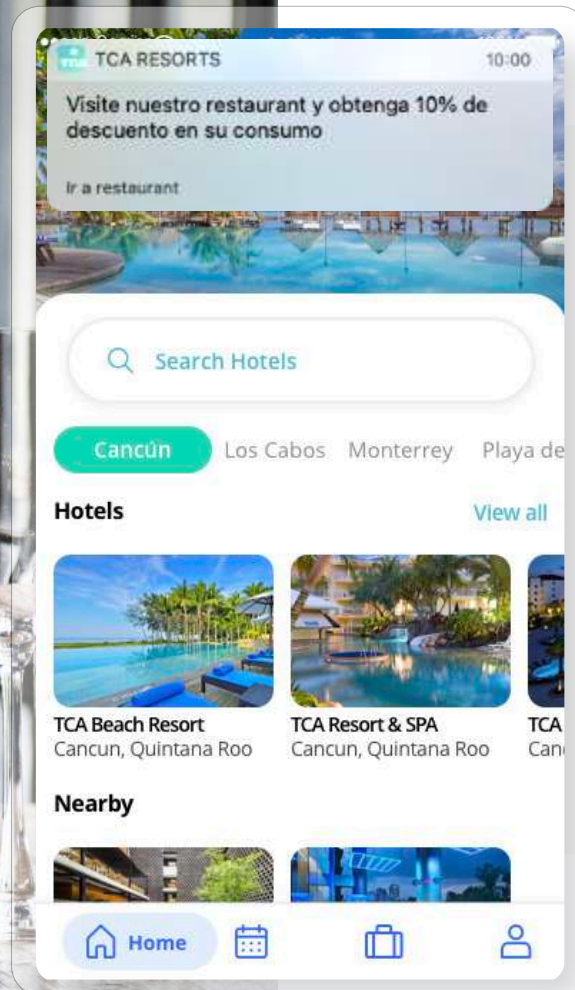 TCA RESORTS 10:00
Visite nuestro restaurant y obtenga 10% de
descuento en su consumo
Ir a restaurant
Search Hotels
Cancún Los Cabos Monterrey Playa de
Hotels View all
TCA Beach Resort TCA Resort & SPA TCA
Cancun, Quintana Roo Cancun, Quintana Roo Can
Nearby
Home